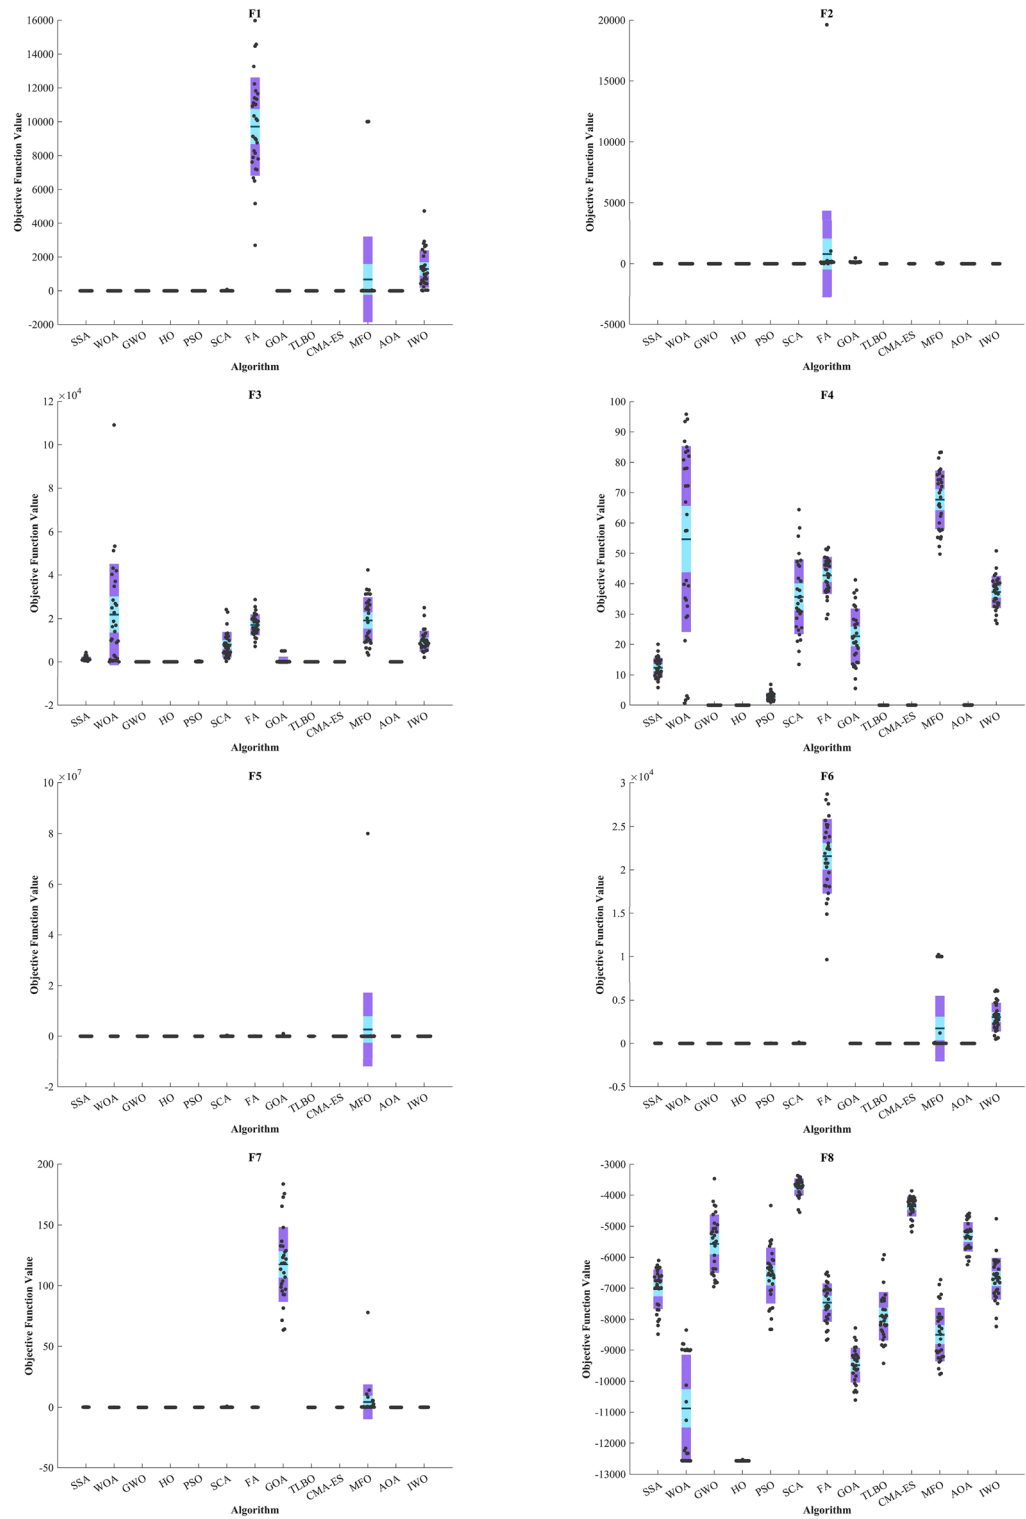 F1
16000
14000
12000
10000
8000
6000
4000
2000
0
-2000
Objective Function Value
SSA WOA GWO HO PSO SCA FA GOA TLBO CMA-ES MFO AOA IWO
Algorithm
F2
20000
15000
10000
5000
0
-5000
Objective Function Value
SSA WOA GWO HO PSO SCA FA GOA TLBO CMA-ES MFO AOA IWO
Algorithm
F3
×10⁴
12
10
8
6
4
2
0
-2
Objective Function Value
SSA WOA GWO HO PSO SCA FA GOA TLBO CMA-ES MFO AOA IWO
Algorithm
F4
100
90
80
70
60
50
40
30
20
10
0
Objective Function Value
SSA WOA GWO HO PSO SCA FA GOA TLBO CMA-ES MFO AOA IWO
Algorithm
F5
×10⁷
10
8
6
4
2
0
-2
Objective Function Value
SSA WOA GWO HO PSO SCA FA GOA TLBO CMA-ES MFO AOA IWO
Algorithm
F6
×10⁴
3
2.5
2
1.5
1
0.5
0
-0.5
Objective Function Value
SSA WOA GWO HO PSO SCA FA GOA TLBO CMA-ES MFO AOA IWO
Algorithm
F7
200
150
100
50
0
-50
Objective Function Value
SSA WOA GWO HO PSO SCA FA GOA TLBO CMA-ES MFO AOA IWO
Algorithm
F8
-3000
-4000
-5000
-6000
-7000
-8000
-9000
-10000
-11000
-12000
-13000
Objective Function Value
SSA WOA GWO HO PSO SCA FA GOA TLBO CMA-ES MFO AOA IWO
Algorithm